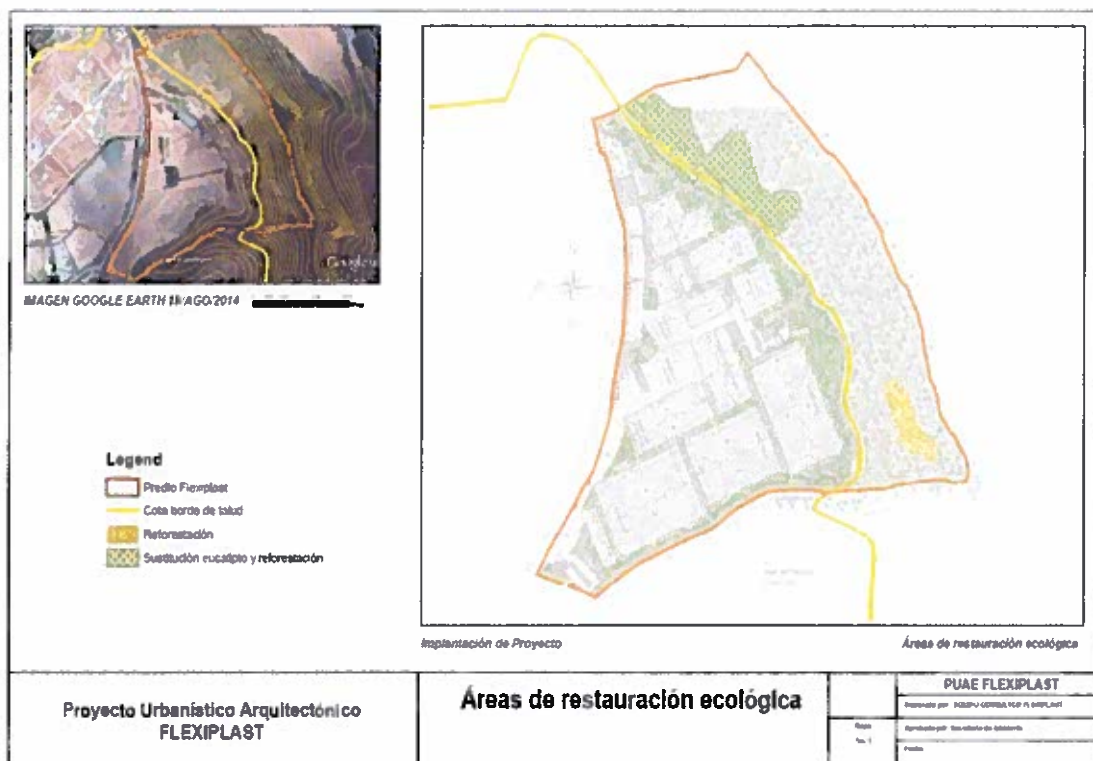 Google
IMAGEN GOOGLE EARTH 18/AGO/2014
Legend
Predio Flexiplast
Cota borde de talud
Reforestación
Sustitución eucalipto y reforestación
Implantación de Proyecto
Áreas de restauración ecológica
Proyecto Urbanístico Arquitectónico
FLEXIPLAST
Áreas de restauración ecológica
PUAE FLEXIPLAST